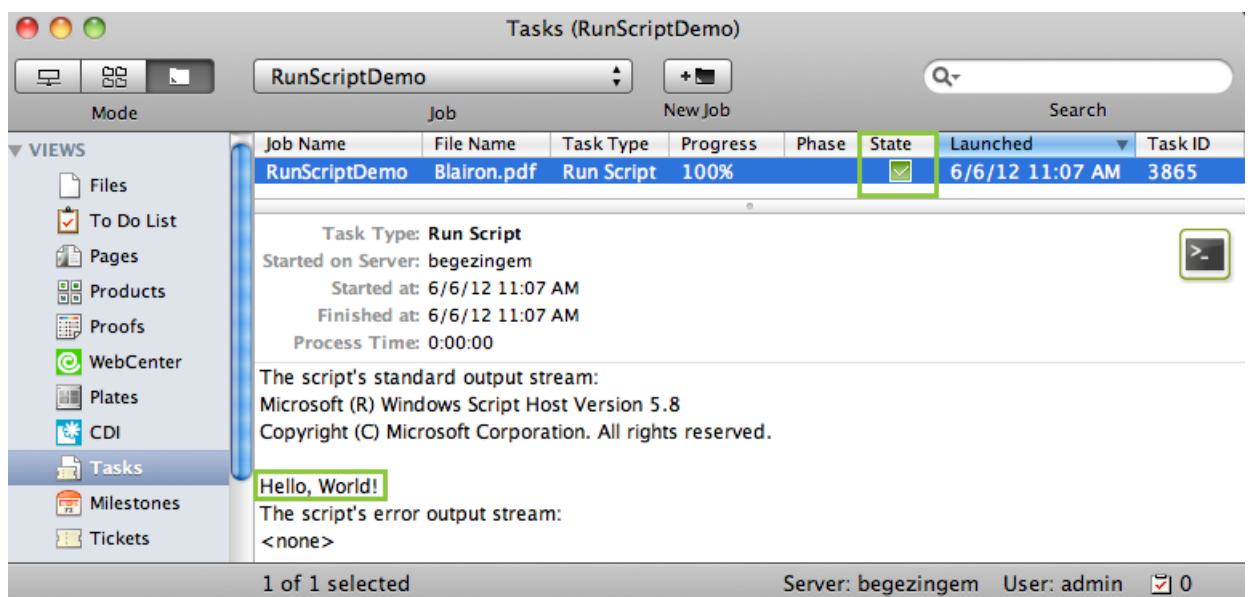 Tasks (RunScriptDemo)
RunScriptDemo
Mode
Job
New Job
Search
VIEWS
Files
To Do List
Pages
Products
Proofs
WebCenter
Plates
CDI
Tasks
Milestones
Tickets
Job Name File Name Task Type Progress Phase State Launched Task ID
RunScriptDemo Blairon.pdf Run Script 100% 6/6/12 11:07 AM 3865
Task Type: Run Script
Started on Server: begezingem
Started at: 6/6/12 11:07 AM
Finished at: 6/6/12 11:07 AM
Process Time: 0:00:00
The script's standard output stream:
Microsoft (R) Windows Script Host Version 5.8
Copyright (C) Microsoft Corporation. All rights reserved.
Hello, World!
The script's error output stream:
<none>
1 of 1 selected Server: begezingem User: admin 0